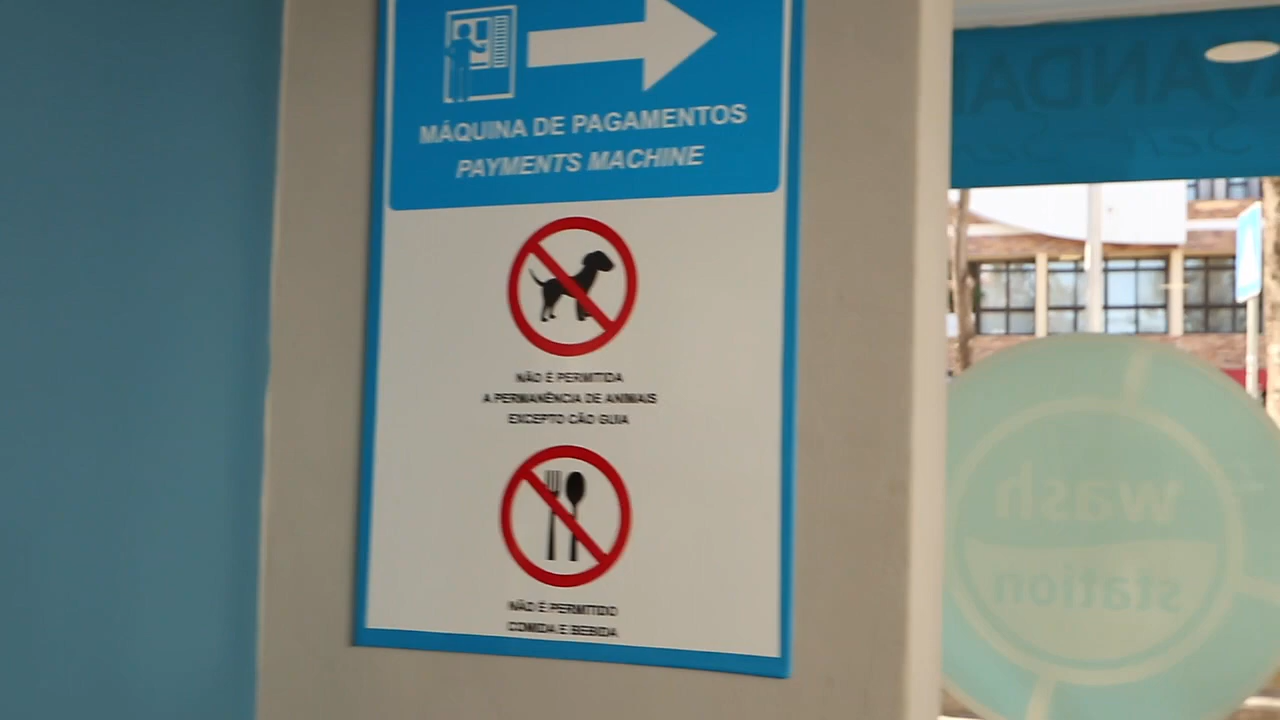 MÁQUINA DE PAGAMENTOS
PAYMENTS MACHINE
NÃO É PERMITIDA
A PERMANÊNCIA DE ANIMAIS
EXCEPTO CÃO GUIA
NÃO É PERMITIDO
COMIDA E BEBIDA
wash
station